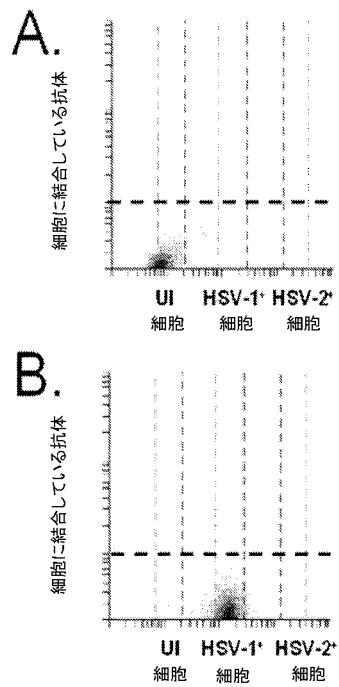 A.
細胞に結合している抗体
UI HSV-1⁺ HSV-2⁺
細胞 細胞 細胞
B.
細胞に結合している抗体
UI HSV-1⁺ HSV-2⁺
細胞 細胞 細胞